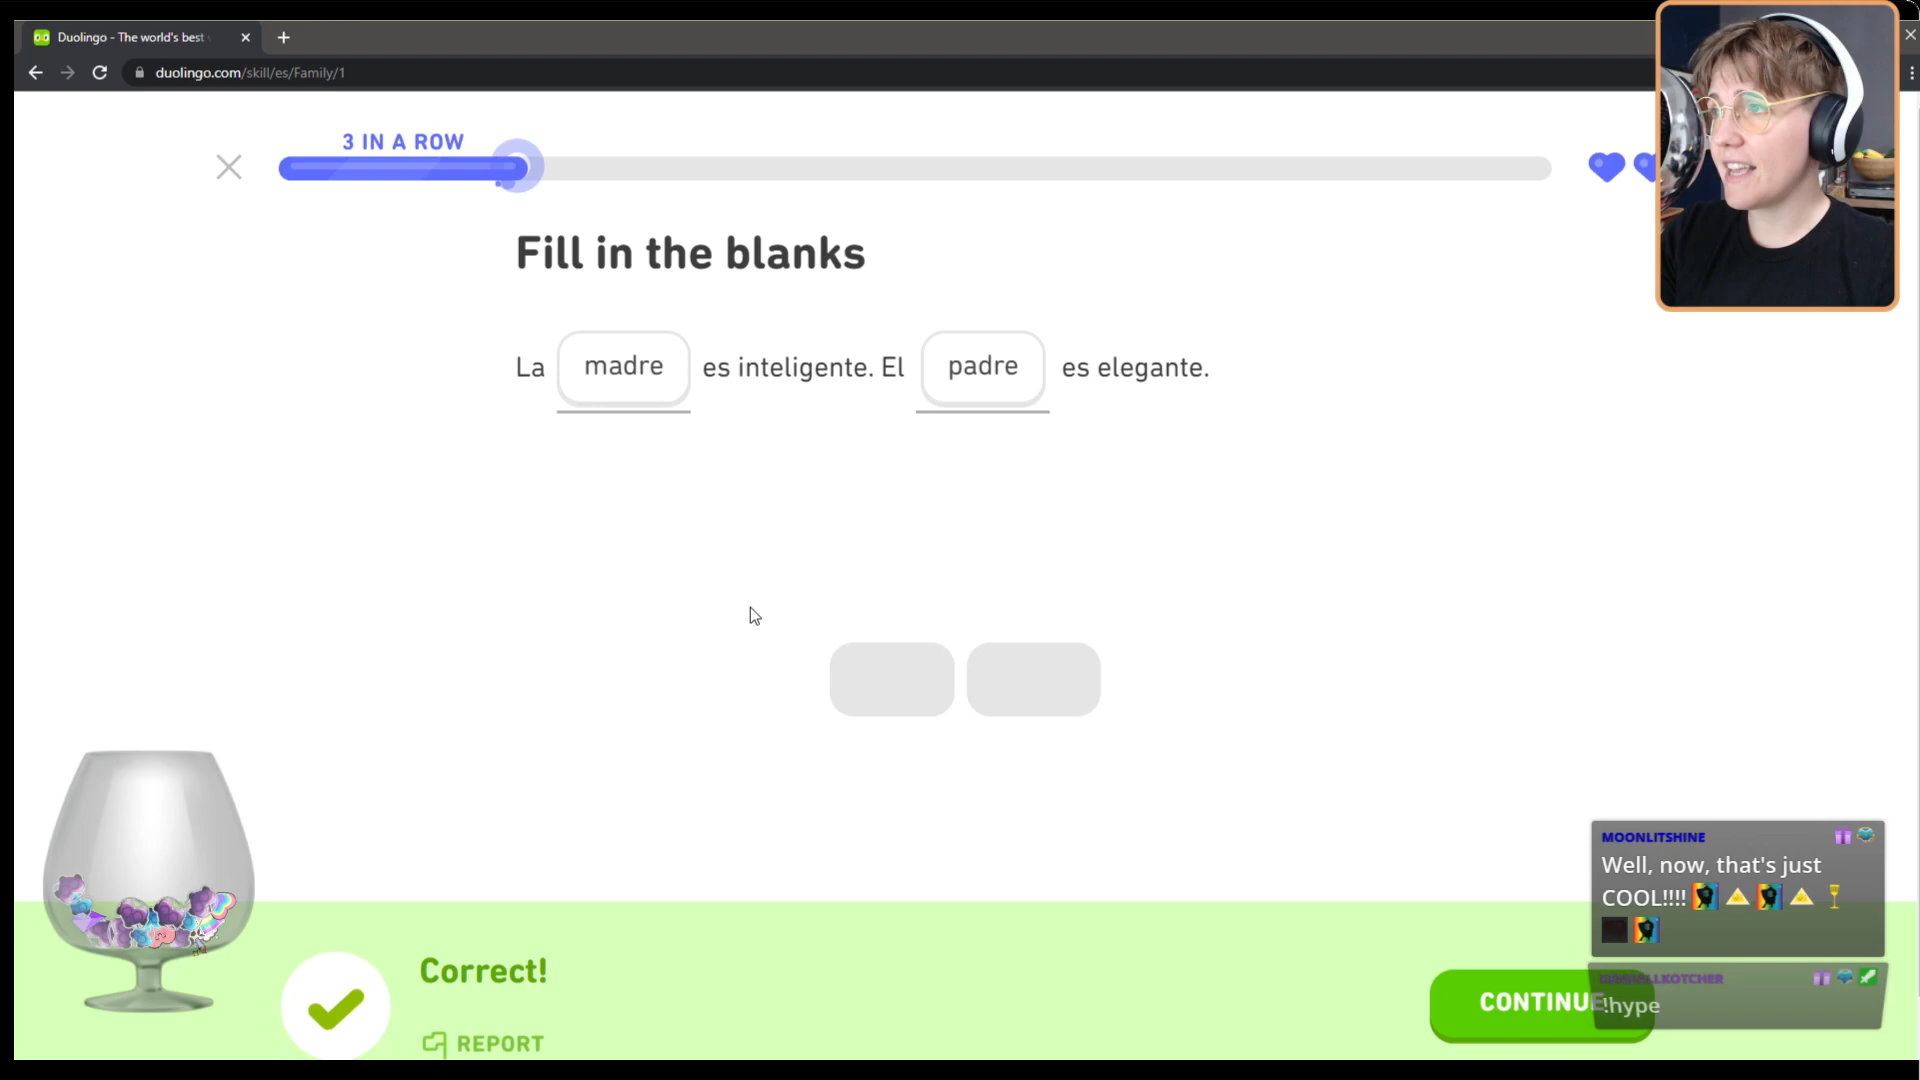 Duolingo - The world's best
duolingo.com/skill/es/Family/1
3 IN A ROW
Fill in the blanks
La madre es inteligente. El padre es elegante.
MOONLITSHINE
Well, now, that's just
COOL!!!!
Correct!
REPORT
CONTINUE
!hype